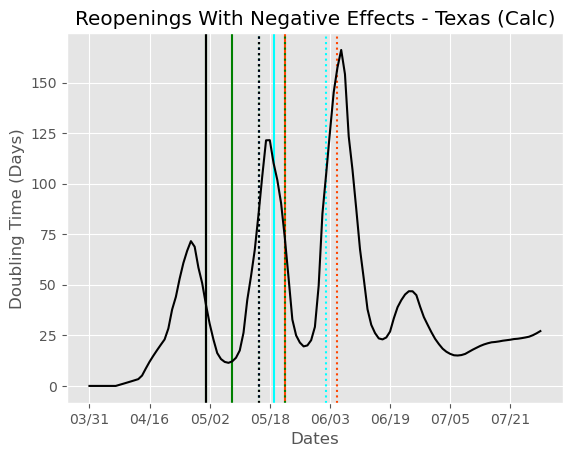 Reopenings With Negative Effects - Texas (Calc)
Doubling Time (Days)
150
125
100
75
50
25
0
03/31 04/16 05/02 05/18 06/03 06/19 07/05 07/21
Dates